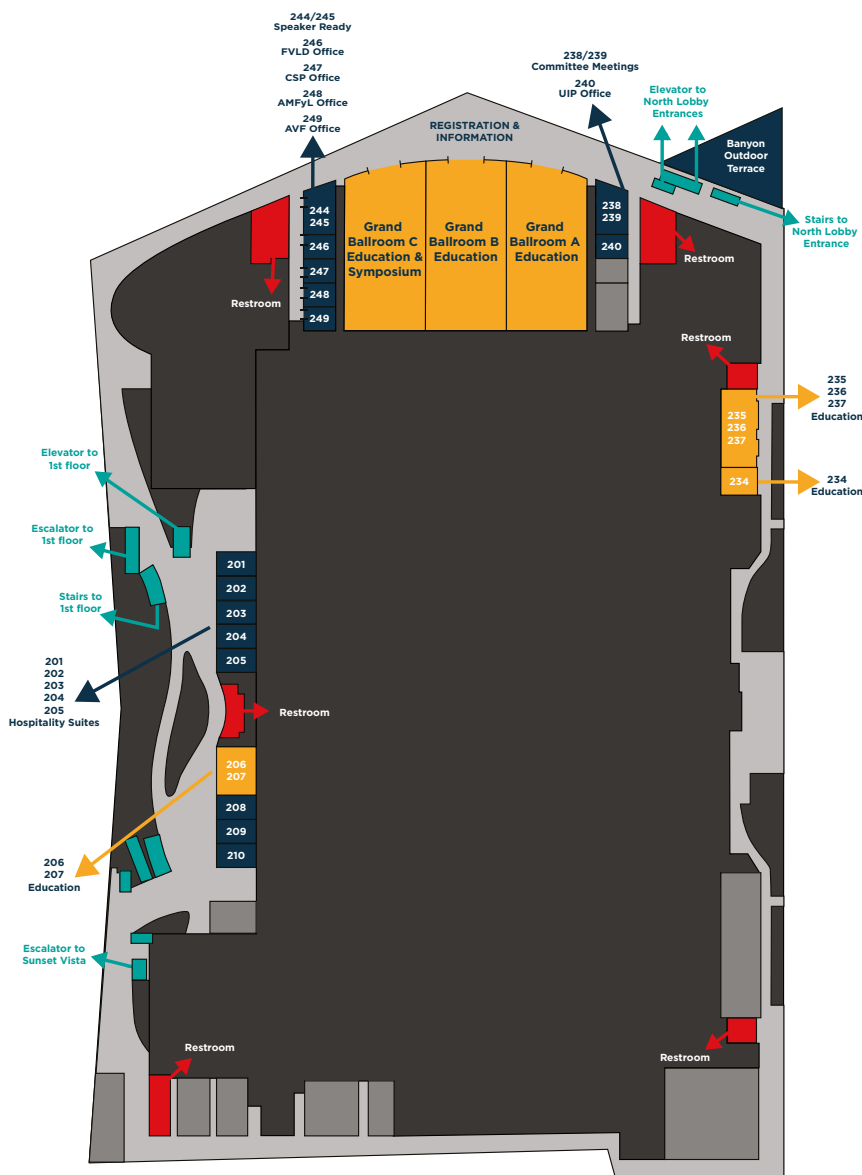 244/245
Speaker Ready
246
FVLD Office
247
CSP Office
248
AMFyL Office
249
AVF Office
238/239
Committee Meetings
240
UIP Office
Elevator to
North Lobby
Entrances
REGISTRATION &
INFORMATION
Banyon
Outdoor
Terrace
Stairs to
North Lobby
Entrance
244
245
246
247
248
249
Grand
Ballroom C
Education &
Symposium
Grand
Ballroom B
Education
Grand
Ballroom A
Education
238
239
240
Restroom
Restroom
Restroom
235
236
237
234
235
236
237
Education
234
Education
Elevator to
1st floor
Escalator to
1st floor
Stairs to
1st floor
201
202
203
204
205
201
202
203
204
205
Hospitality Suites
Restroom
206
207
208
209
210
206
207
Education
Escalator to
Sunset Vista
Restroom
Restroom